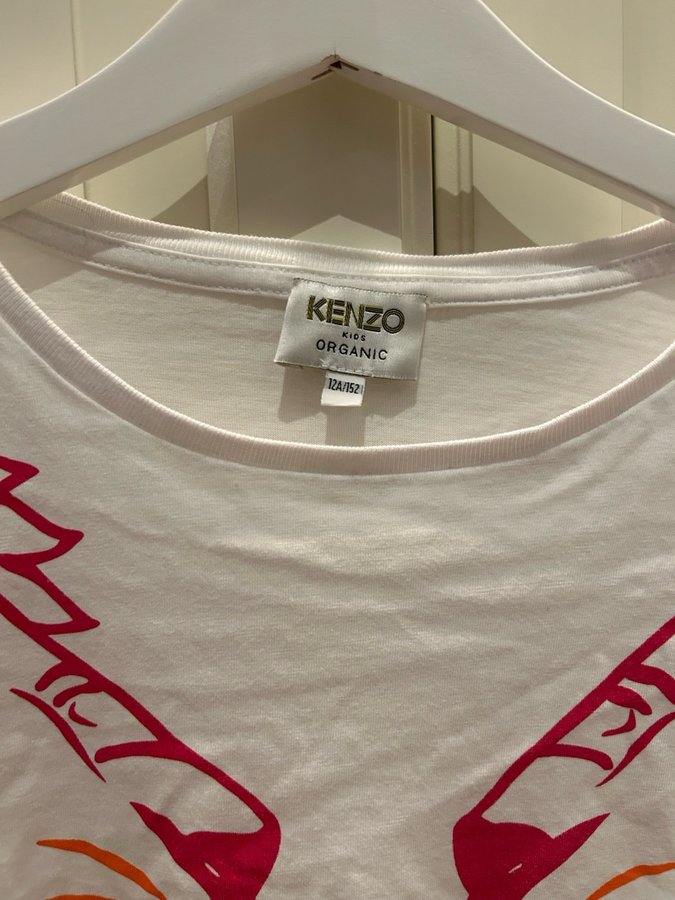 KENZO
KIDS
ORGANIC
12A/152